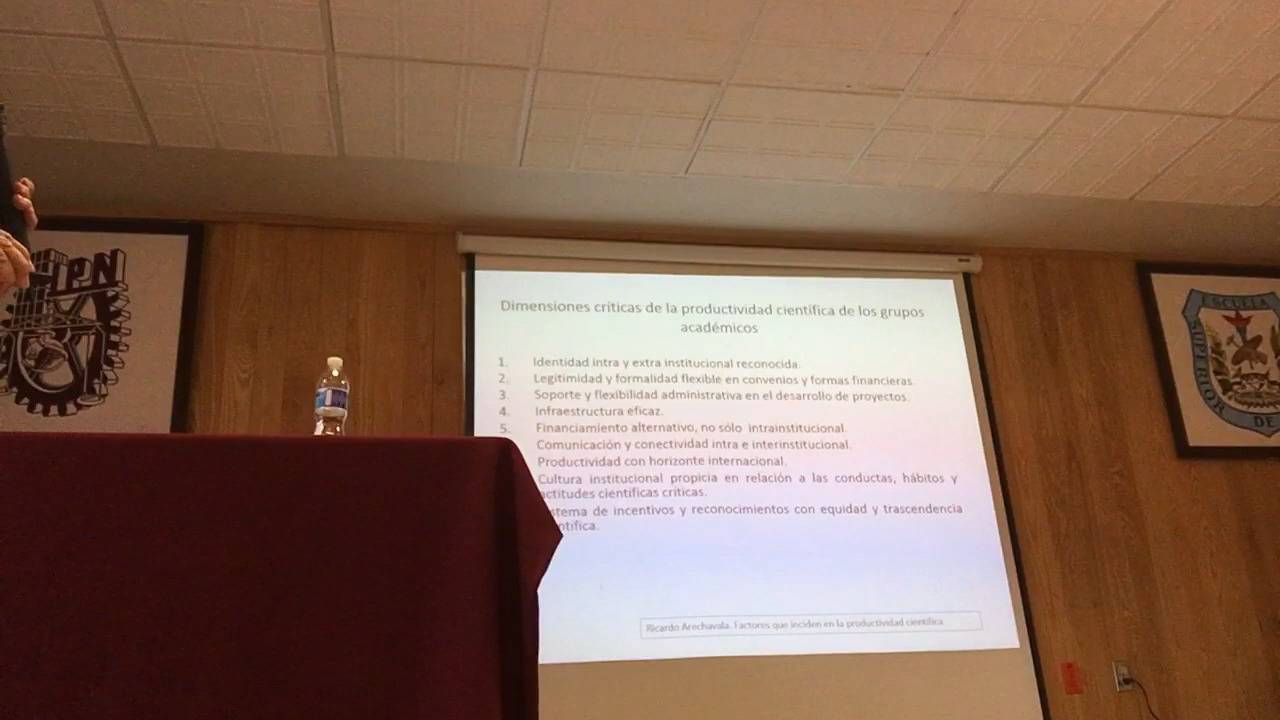 IPN
ESCUELA
SUPERIOR
DE
Dimensiones críticas de la productividad científica de los grupos
académicos
1. Identidad intra y extra institucional reconocida.
2. Legitimidad y formalidad flexible en convenios y formas financieras.
3. Soporte y flexibilidad administrativa en el desarrollo de proyectos.
4. Infraestructura eficaz.
5. Financiamiento alternativo, no sólo intrainstitucional.
Comunicación y conectividad intra e interinstitucional.
Productividad con horizonte internacional.
Cultura institucional propicia en relación a las conductas, hábitos y
actitudes científicas críticas.
stema de incentivos y reconocimientos con equidad y trascendencia
ntífica.
Ricardo Arechavala. Factores que inciden en la productividad científica.